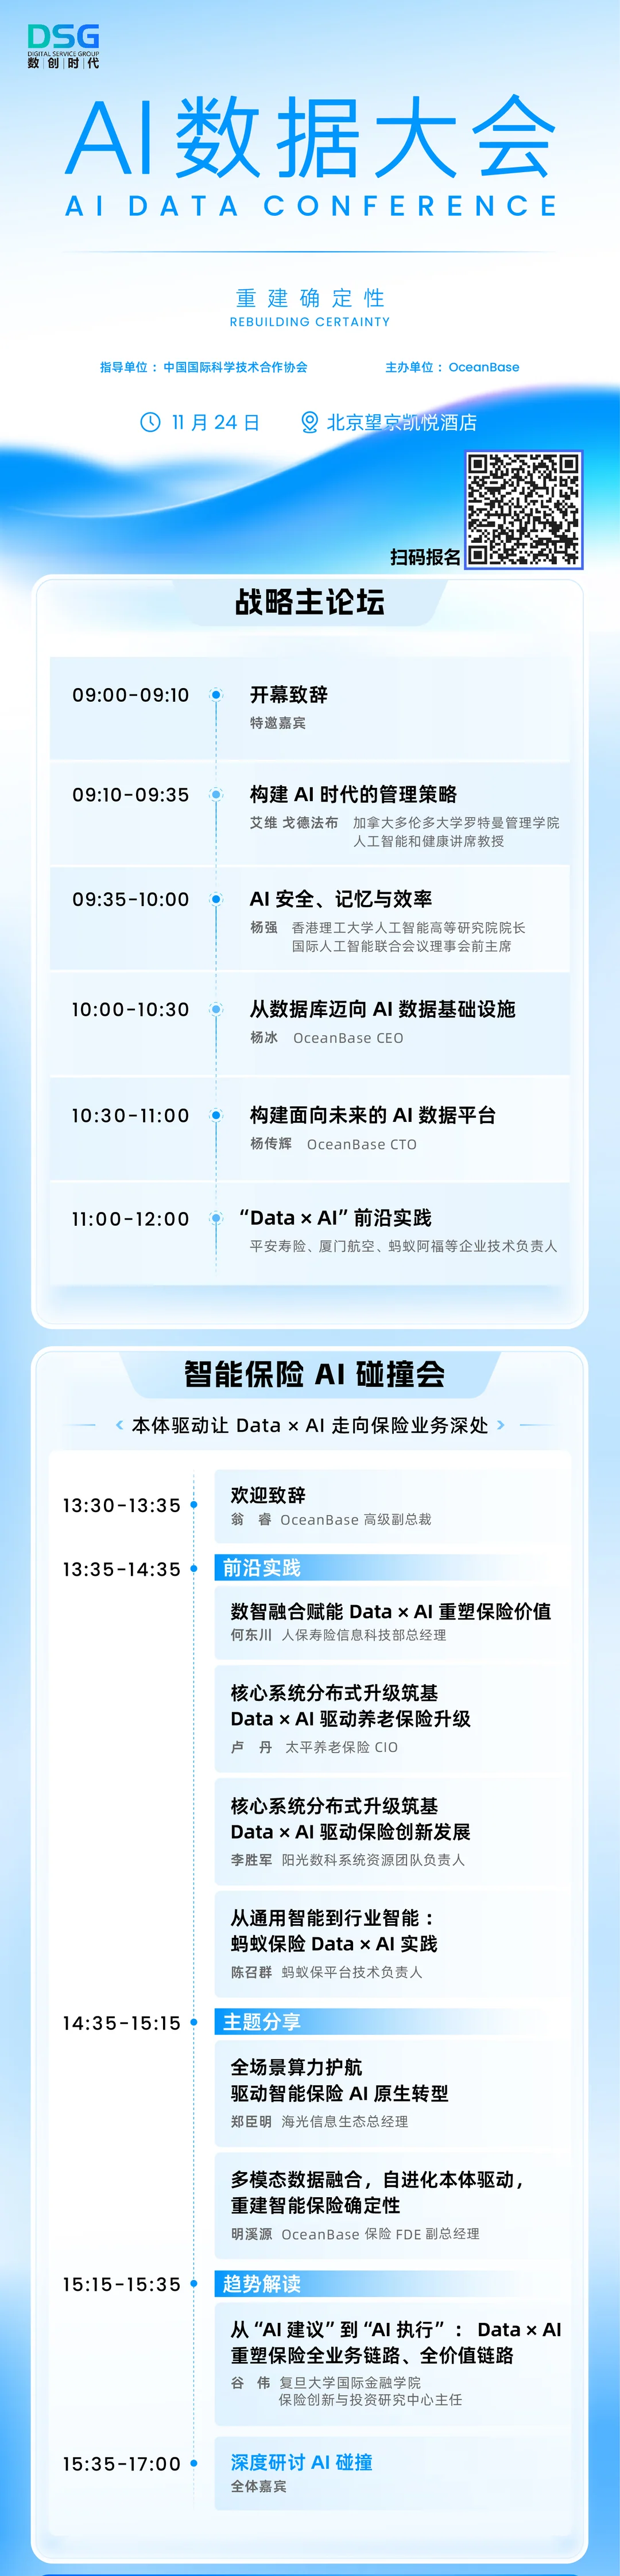 DSG
DIGITAL SERVICE GROUP
数|创|时|代
AI数据大会
AI DATA CONFERENCE
重建确定性
REBUILDING CERTAINTY
指导单位：中国国际科学技术合作协会
主办单位：OceanBase
11 月 24 日
北京望京凯悦酒店
扫码报名
战略主论坛
09:00-09:10
开幕致辞
特邀嘉宾
09:10-09:35
构建 AI 时代的管理策略
艾维 戈德法布 加拿大多伦多大学罗特曼管理学院
人工智能和健康讲席教授
09:35-10:00
AI 安全、记忆与效率
杨强 香港理工大学人工智能高等研究院院长
国际人工智能联合会议理事会前主席
10:00-10:30
从数据库迈向 AI 数据基础设施
杨冰 OceanBase CEO
10:30-11:00
构建面向未来的 AI 数据平台
杨传辉 OceanBase CTO
11:00-12:00
“Data × AI” 前沿实践
平安寿险、厦门航空、蚂蚁阿福等企业技术负责人
智能保险 AI 碰撞会
本体驱动让 Data × AI 走向保险业务深处
13:30-13:35
欢迎致辞
翁 睿 OceanBase 高级副总裁
13:35-14:35
前沿实践
数智融合赋能 Data × AI 重塑保险价值
何东川 人保寿险信息科技部总经理
核心系统分布式升级筑基
Data × AI 驱动养老保险升级
卢 丹 太平养老保险 CIO
核心系统分布式升级筑基
Data × AI 驱动保险创新发展
李胜军 阳光数科系统资源团队负责人
从通用智能到行业智能：
蚂蚁保险 Data × AI 实践
陈召群 蚂蚁保平台技术负责人
14:35-15:15
主题分享
全场景算力护航
驱动智能保险 AI 原生转型
郑臣明 海光信息生态总经理
多模态数据融合，自进化本体驱动，
重建智能保险确定性
明溪源 OceanBase 保险 FDE 副总经理
15:15-15:35
趋势解读
从 “AI 建议” 到 “AI 执行”： Data × AI
重塑保险全业务链路、全价值链路
谷 伟 复旦大学国际金融学院
保险创新与投资研究中心主任
15:35-17:00
深度研讨 AI 碰撞
全体嘉宾